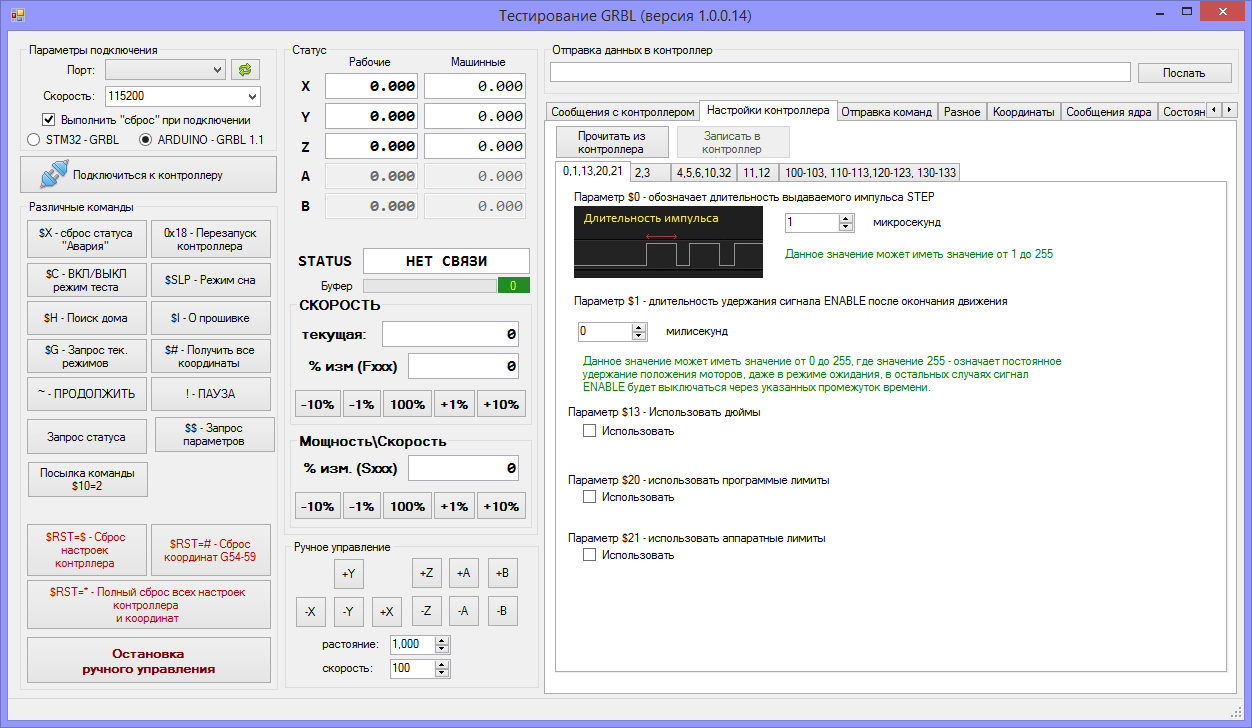 Тестирование GRBL (версия 1.0.0.14)
Параметры подключения
Порт:
Скорость: 115200
Выполнить "сброс" при подключении
STM32 - GRBL ARDUINO - GRBL 1.1
Подключиться к контроллеру
Различные команды
$X - сброс статуса
"Авария"
0x18 - Перезапуск
контроллера
$C - ВКЛ/ВЫКЛ
режим теста
$SLP - Режим сна
$H - Поиск дома
$I - О прошивке
$G - Запрос тек.
режимов
$# - Получить все
координаты
~ - ПРОДОЛЖИТЬ
! - ПАУЗА
Запрос статуса
$$ - Запрос
параметров
Посылка команды
$10=2
$RST=$ - Сброс
настроек
контрллера
$RST=# - Сброс
координат G54-59
$RST=* - Полный сброс всех настроек
контроллера
и координат
Остановка
ручного управления
Статус
Рабочие Машинные
X 0.000 0.000
Y 0.000 0.000
Z 0.000 0.000
A 0.000 0.000
B 0.000 0.000
STATUS НЕТ СВЯЗИ
Буфер 0
СКОРОСТЬ
текущая: 0
% изм (Fxxx) 0
-10% -1% 100% +1% +10%
Мощность\Скорость
% изм. (Sxxx) 0
-10% -1% 100% +1% +10%
Ручное управление
+Y +Z +A +B
-X -Y +X -Z -A -B
растояние: 1,000
скорость: 100
Отправка данных в контроллер
Послать
Сообщения с контроллером Настройки контроллера Отправка команд Разное Координаты Сообщения ядра Состоян
Прочитать из
контроллера
Записать в
контроллер
0,1,13,20,21 2,3 4,5,6,10,32 11,12 100-103, 110-113,120-123, 130-133
Параметр $0 - обозначает длительность выдаваемого импульса STEP
Длительность импульса
1 микросекунд
Данное значение может иметь значение от 1 до 255
Параметр $1 - длительность удержания сигнала ENABLE после окончания движения
0 милисекунд
Данное значение может иметь значение от 0 до 255, где значение 255 - означает постоянное
удержание положения моторов, даже в режиме ожидания, в остальных случаях сигнал
ENABLE будет выключаться через указанных промежуток времени.
Параметр $13 - Использовать дюймы
Использовать
Параметр $20 - использовать програмые лимиты
Использовать
Параметр $21 - использовать аппаратные лимиты
Использовать